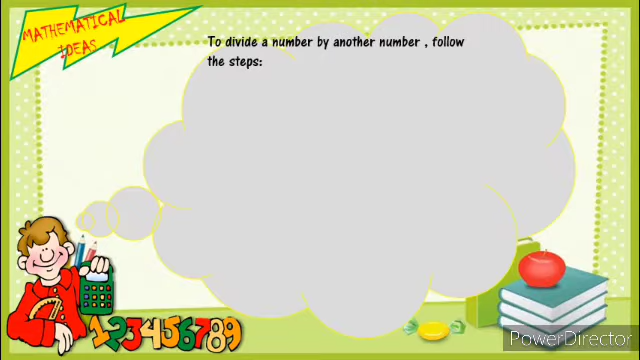 MATHEMATICAL
IDEAS
To divide a number by another number , follow
the steps:
123456789
PowerDirector